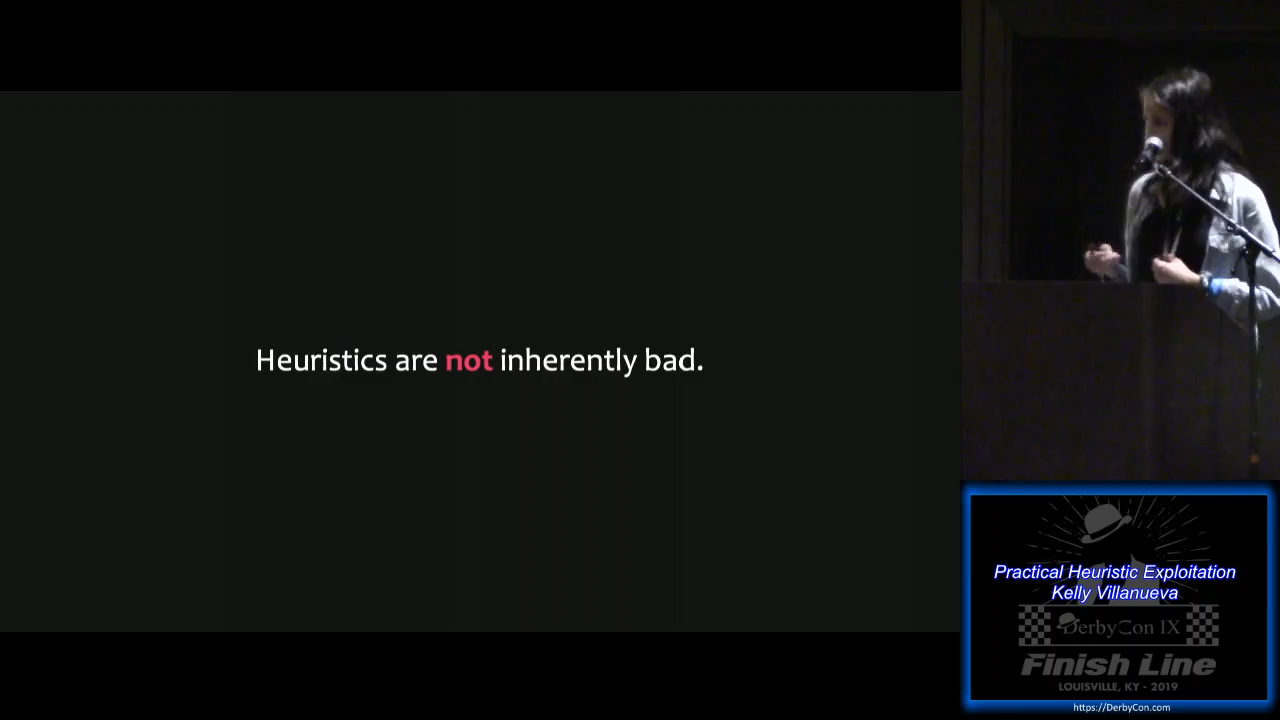 Heuristics are not inherently bad.
Practical Heuristic Exploitation
Kelly Villanueva
DerbyCon IX
Finish Line
LOUISVILLE, KY - 2019
https://DerbyCon.com